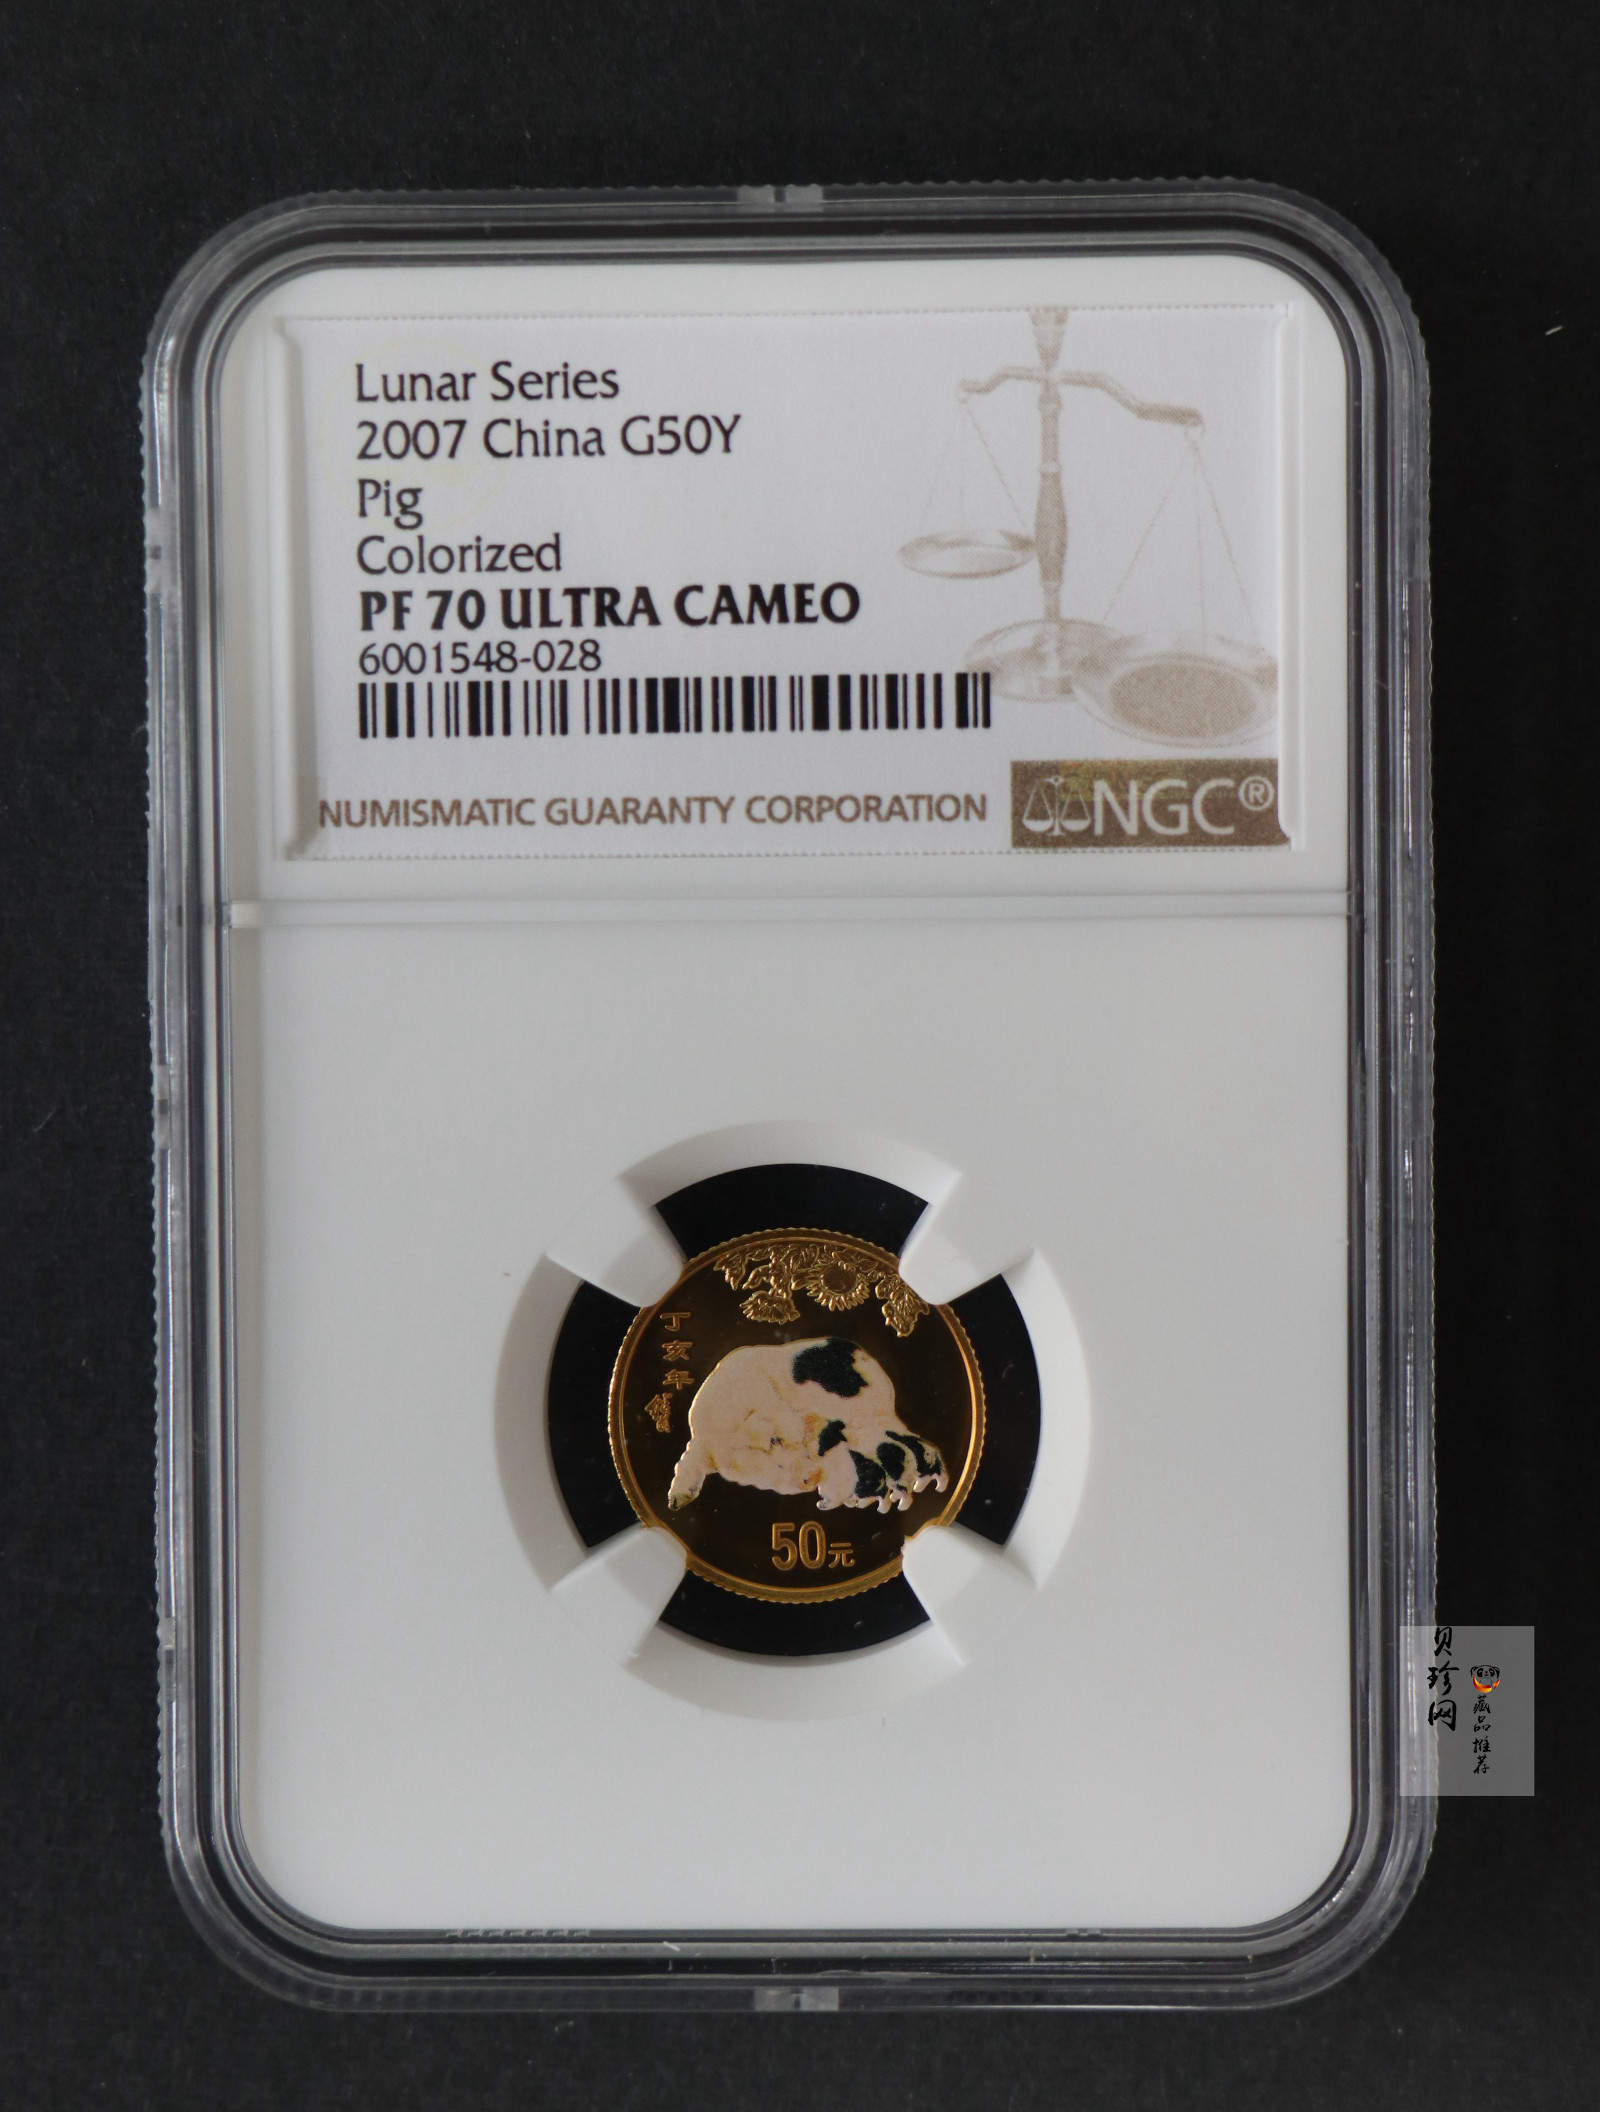 Lunar Series
2007 China G50Y
Pig
Colorized
PF 70 ULTRA CAMEO
6001548-028
NUMISMATIC GUARANTY CORPORATION
NGC®
丁亥年
50元
贝珍网
藏品推荐